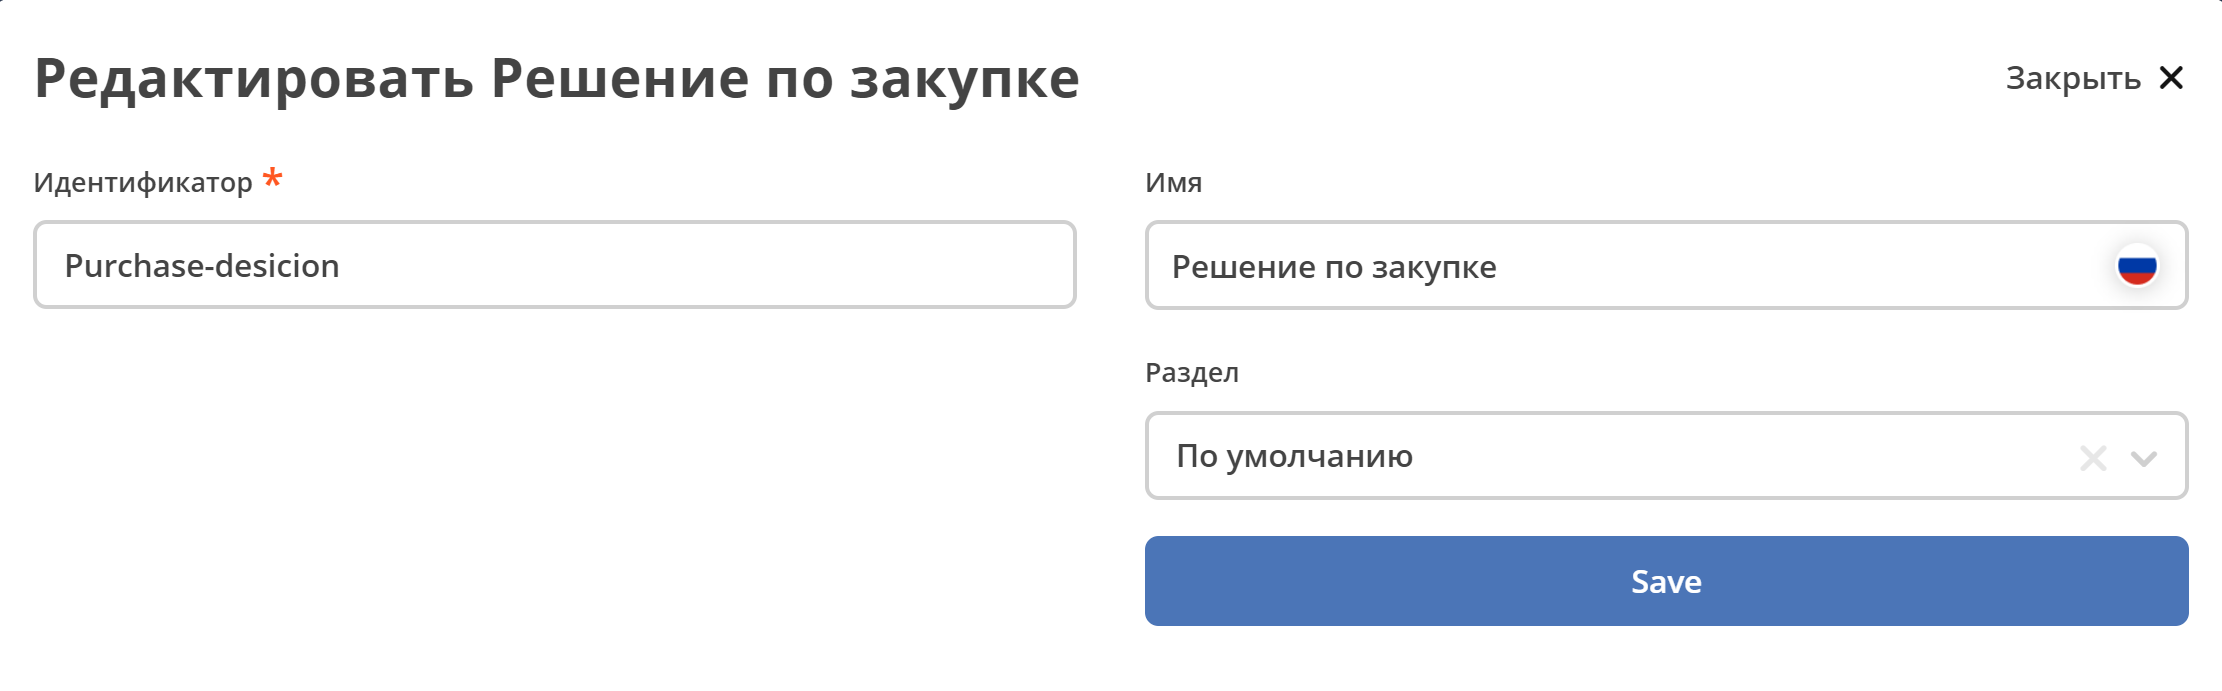 Редактировать Решение по закупке
Закрыть
Идентификатор *
Purchase-desicion
Имя
Решение по закупке
Раздел
По умолчанию
Save